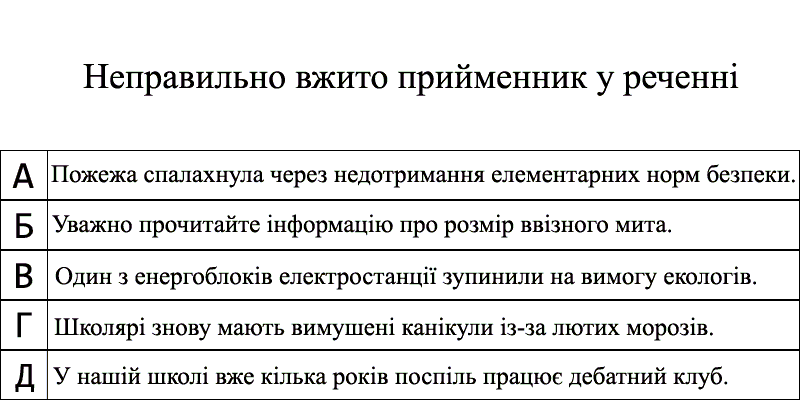 Неправильно вжито прийменник у реченні
А Пожежа спалахнула через недотримання елементарних норм безпеки.
Б Уважно прочитайте інформацію про розмір ввізного мита.
В Один з енергоблоків електростанції зупинили на вимогу екологів.
Г Школярі знову мають вимушені канікули із-за лютих морозів.
Д У нашій школі вже кілька років поспіль працює дебатний клуб.